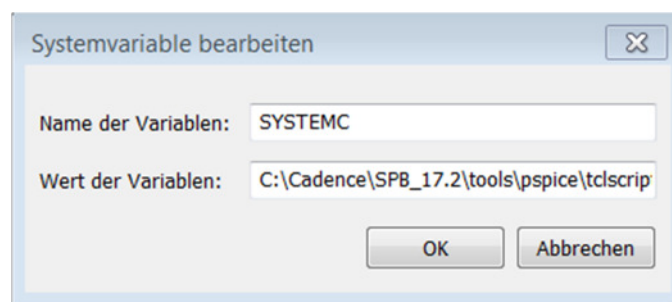 Systemvariable bearbeiten
Name der Variablen: SYSTEMC
Wert der Variablen: C:\Cadence\SPB_17.2\tools\pspice\tclscrip
OK Abbrechen